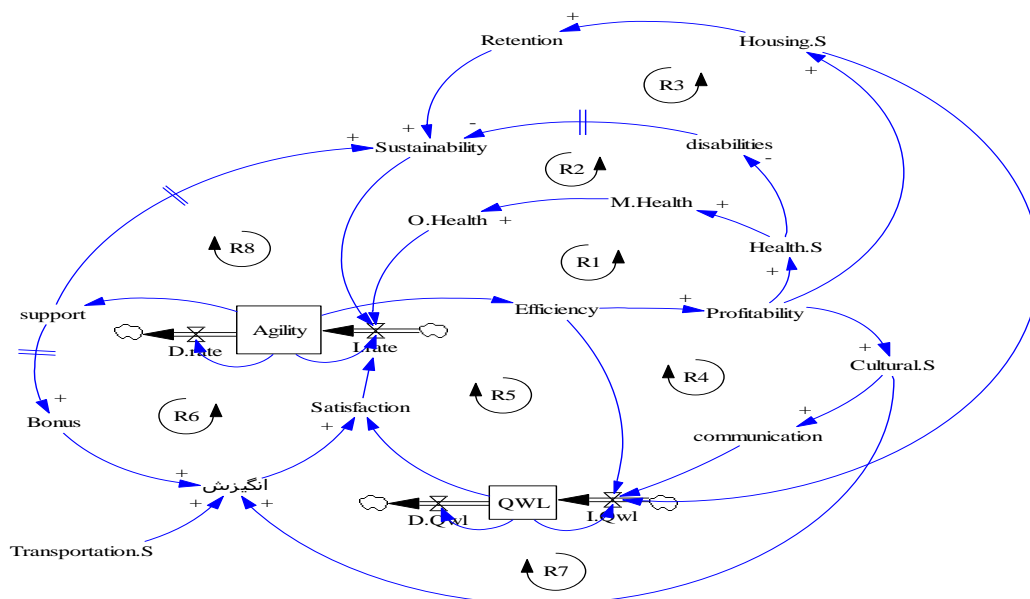 Retention
+
Housing.S
+
+
R3
+
+
-
Sustainability
disabilities
-
R2
M.Health
+
O.Health +
Health.S
+
R8
R1
support
Efficiency
+
Profitability
Agility
D.rate
I.rate
+
Cultural.S
R4
R5
R6
+
Bonus
Satisfaction
+
+
communication
+
انگیزش
+
+
QWL
D.Qwl
I.Qwl
Transportation.S
R7